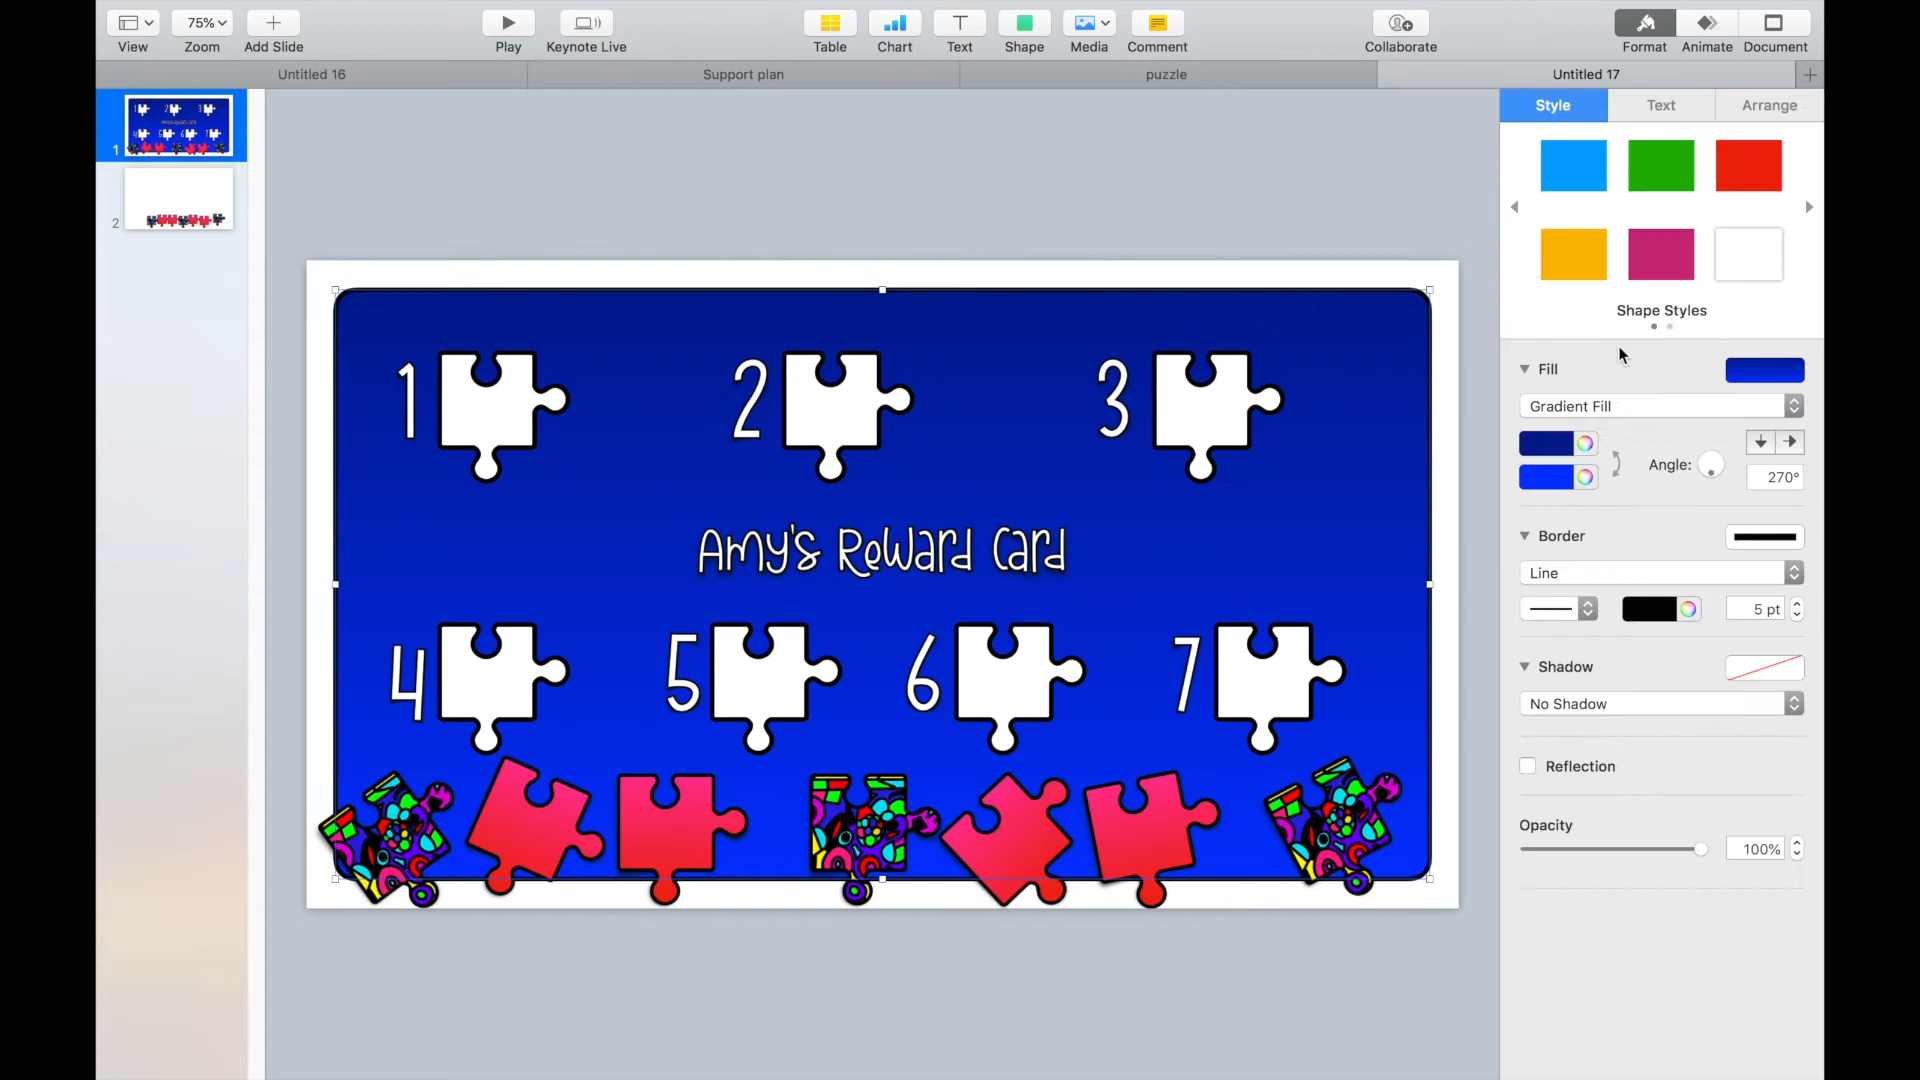 75%
View
Zoom
Add Slide
Play
Keynote Live
Table
Chart
Text
Shape
Media
Comment
Collaborate
Format
Animate
Document
Untitled 16
Support plan
puzzle
Untitled 17
Style
Text
Arrange
1
2
Shape Styles
Fill
Gradient Fill
Angle:
270°
Border
Line
5 pt
Shadow
No Shadow
Reflection
Opacity
100%
1
2
3
Amy's Reward Card
4
5
6
7